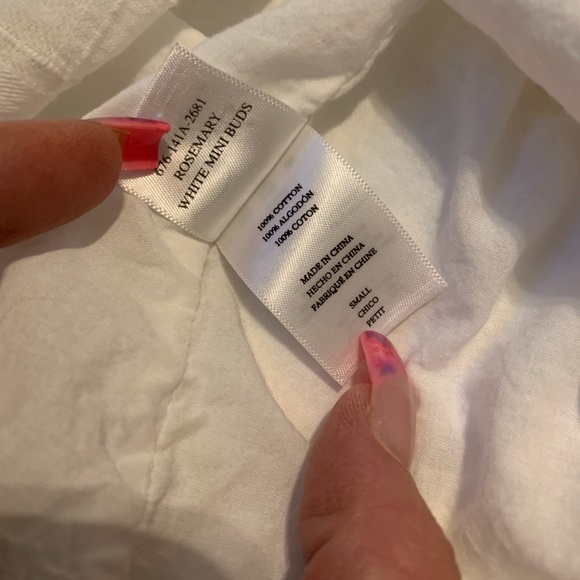 676-141A-2681
ROSEMARY
WHITE MINI BUDS
100% COTTON
100% ALGODÓN
100% COTON
MADE IN CHINA
HECHO EN CHINA
FABRIQUE EN CHINE
SMALL
CHICO
PETIT